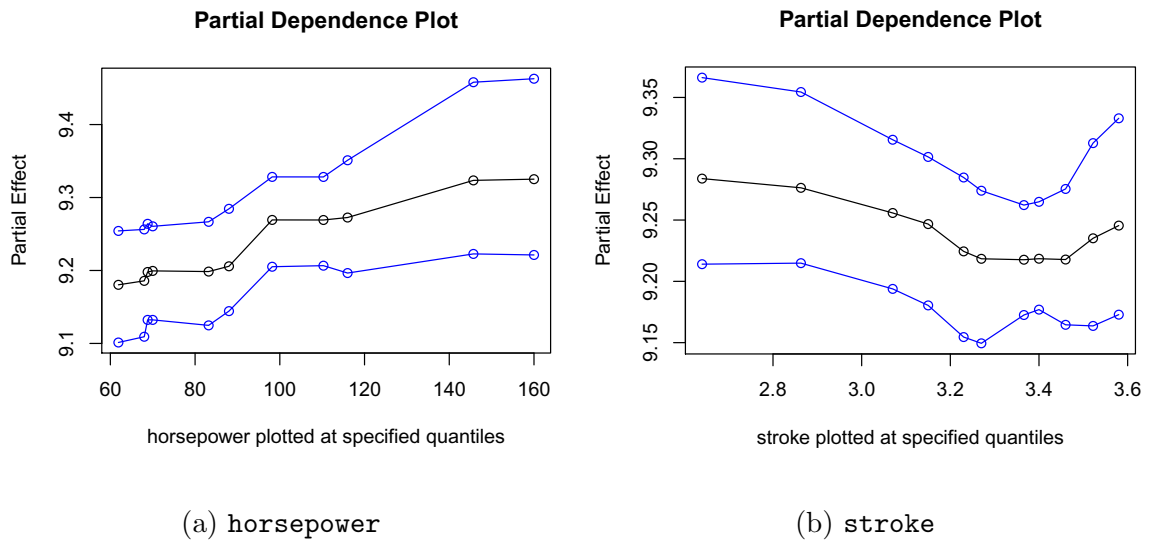 Partial Dependence Plot
Partial Effect
9.4
9.3
9.2
9.1
60 80 100 120 140 160
horsepower plotted at specified quantiles
(a) horsepower
Partial Dependence Plot
Partial Effect
9.35
9.30
9.25
9.20
9.15
2.8 3.0 3.2 3.4 3.6
stroke plotted at specified quantiles
(b) stroke